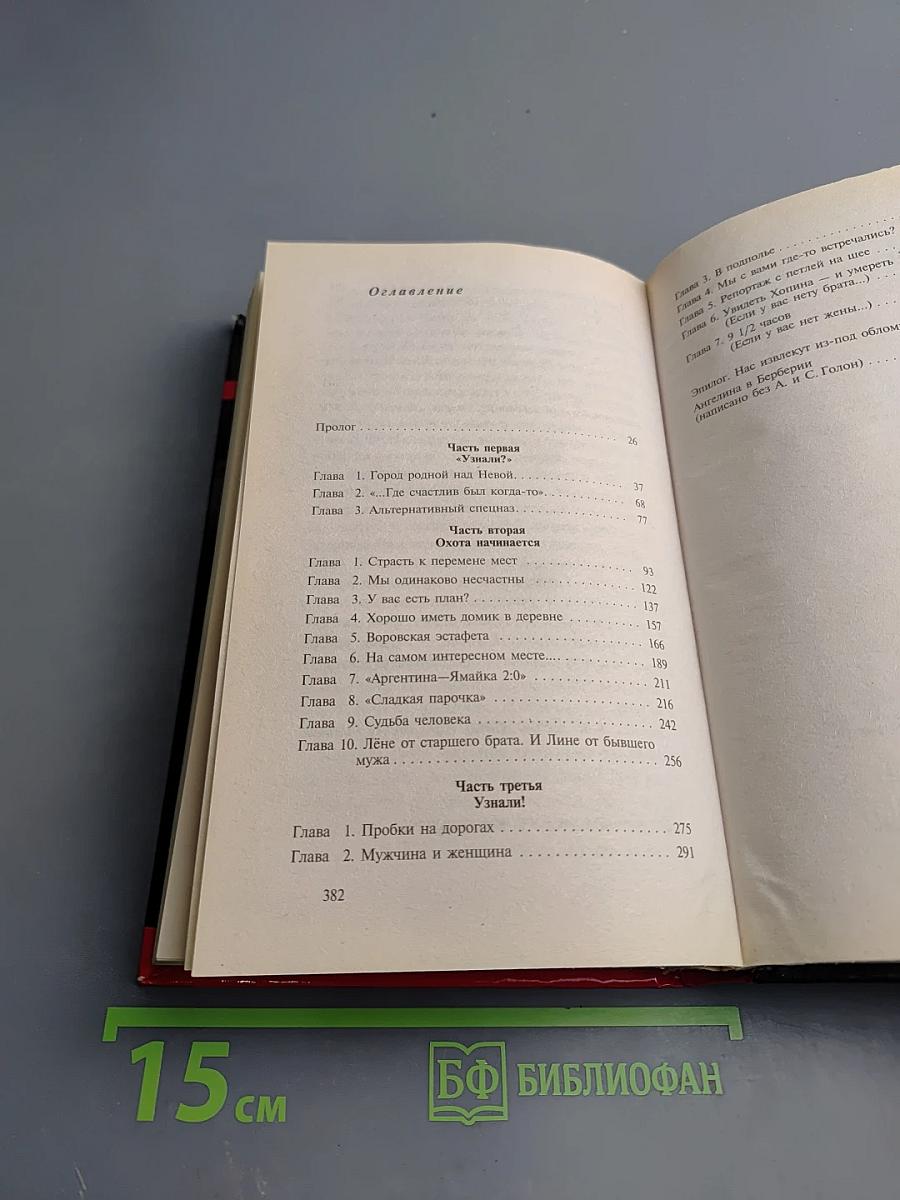 Оглавление
Пролог . . . . . . . . . . . . . . . . . . . . . . . . . . . . . . . . . . . . . . 26
Часть первая
«Узнали?»
Глава 1. Город родной над Невой. . . . . . . . . . . . . . . . 37
Глава 2. «...Где счастлив был когда-то». . . . . . . . . . . 68
Глава 3. Альтернативный спецназ. . . . . . . . . . . . . . . 77
Часть вторая
Охота начинается
Глава 1. Страсть к перемене мест . . . . . . . . . . . . . . . 93
Глава 2. Мы одинаково несчастны . . . . . . . . . . . . . . 122
Глава 3. У вас есть план? . . . . . . . . . . . . . . . . . . . . . 137
Глава 4. Хорошо иметь домик в деревне . . . . . . . . . 157
Глава 5. Воровская эстафета . . . . . . . . . . . . . . . . . . 166
Глава 6. На самом интересном месте... . . . . . . . . . . 189
Глава 7. «Аргентина—Ямайка 2:0» . . . . . . . . . . . . . 211
Глава 8. «Сладкая парочка» . . . . . . . . . . . . . . . . . . . 216
Глава 9. Судьба человека . . . . . . . . . . . . . . . . . . . . . 242
Глава 10. Лёне от старшего брата. И Лине от бывшего
мужа . . . . . . . . . . . . . . . . . . . . . . . . . . . . . . . . . 256
Часть третья
Узнали!
Глава 1. Пробки на дорогах . . . . . . . . . . . . . . . . . . . 275
Глава 2. Мужчина и женщина . . . . . . . . . . . . . . . . . 291
382
Глава 3. В подполье . . . . . . . . . . . .
Глава 4. Мы с вами где-то встречались?
Глава 5. Репортаж с петлей на шее . . .
Глава 6. Увидеть Хопина — и умереть
(Если у вас нету брата...) . . . .
Глава 7. 9 1/2 часов
(Если у вас нет жены...) . . . .
Эпилог. Нас извлекут из-под
Ангелина в Берберии
(написано без А. и С. Голон) . . . .
15 см
БФ БИБЛИОФАН